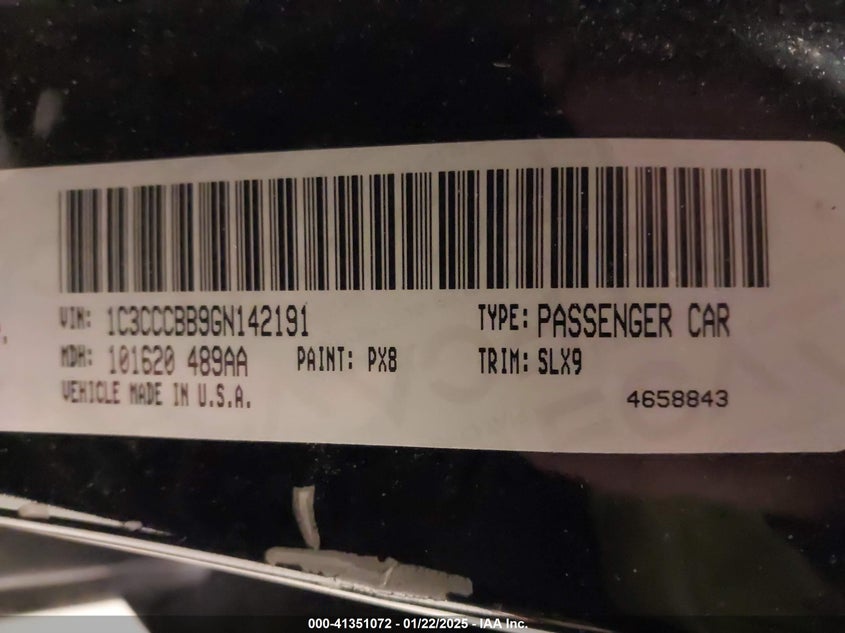 VIN: 1C3CCCBB9GN142191 TYPE: PASSENGER CAR
MDH: 101620 489AA PAINT: PX8 TRIM: SLX9
VEHICLE MADE IN U.S.A. 4658843
000-41351072 - 01/22/2025 - IAA Inc.